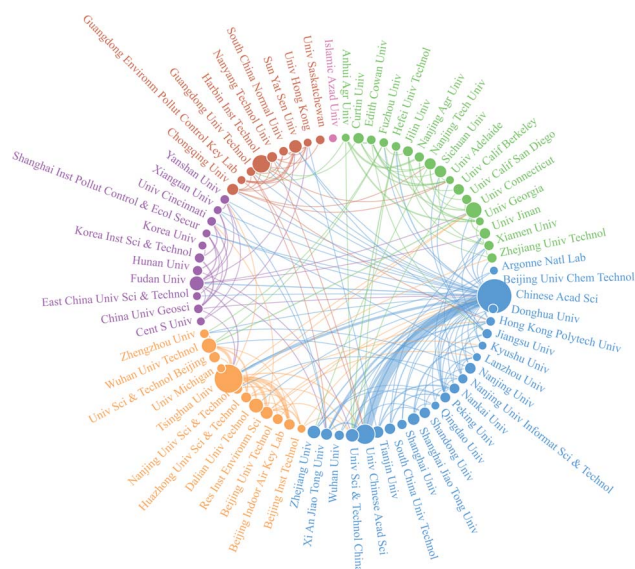 Islamic Azad Univ
Anhui Agr Univ
Curtin Univ
Edith Cowan Univ
Fuzhou Univ
Hefei Univ Technol
Jilin Univ
Nanjing Agr Univ
Nanjing Tech Univ
Sichuan Univ
Univ Adelaide
Univ Calif Berkeley
Univ Calif San Diego
Univ Connecticut
Univ Georgia
Univ Jinan
Xiamen Univ
Zhejiang Univ Technol
Argonne Natl Lab
Beijing Univ Chem Technol
Chinese Acad Sci
Donghua Univ
Hong Kong Polytech Univ
Jiangsu Univ
Kyushu Univ
Lanzhou Univ
Nanjing Univ
Nanjing Univ Informat Sci & Technol
Nankai Univ
Peking Univ
Qingdao Univ
Shandong Univ
Shanghai Jiao Tong Univ
Shanghai Univ
South China Univ Technol
Tianjin Univ
Univ Chinese Acad Sci
Univ Sci & Technol China
Wuhan Univ
Xi An Jiao Tong Univ
Zhejiang Univ
Beijing Inst Technol
Beijing Indoor Air Key Lab
Beijing Univ Technol
Res Inst Environm Sci
Dalian Univ Technol
Huazhong Univ Sci & Technol
Nanjing Univ Sci & Technol
Tsinghua Univ
Univ Michigan
Univ Sci & Technol Beijing
Wuhan Univ Technol
Zhengzhou Univ
Cent S Univ
China Univ Geosci
East China Univ Sci & Technol
Fudan Univ
Hunan Univ
Korea Inst Sci & Technol
Korea Univ
Shanghai Inst Pollut Control & Ecol Secur
Univ Cincinnati
Xiangtan Univ
Yanshan Univ
Chongqing Univ
Guangdong Environm Pollut Control Key Lab
Guangdong Univ Technol
Harbin Inst Technol
Nanyang Technol Univ
South China Normal Univ
Sun Yat Sen Univ
Univ Hong Kong
Univ Saskatchewan